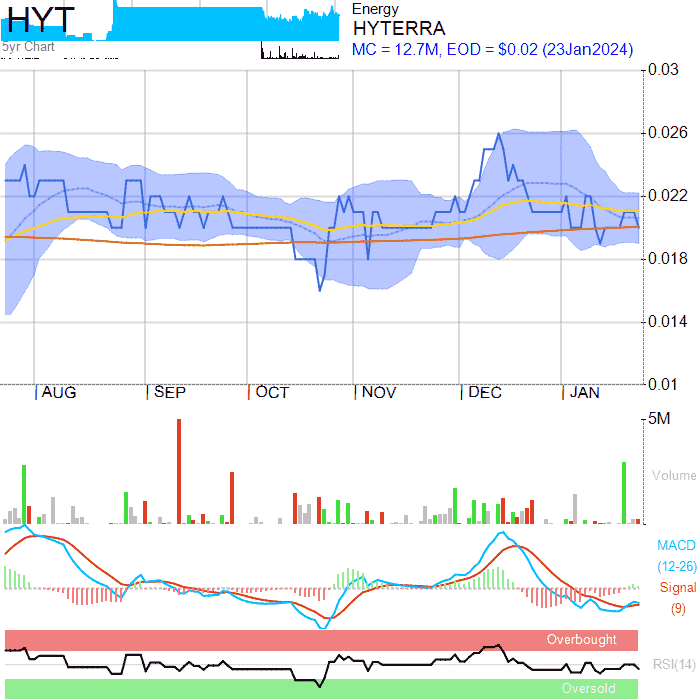 HYT
5yr Chart
Energy
HYTERRA
MC = 12.7M, EOD = $0.02 (23Jan2024)
0.03
0.026
0.022
0.018
0.014
0.01
AUG SEP OCT NOV DEC JAN
5M
Volume
MACD
(12-26)
Signal
(9)
Overbought
RSI(14)
Oversold